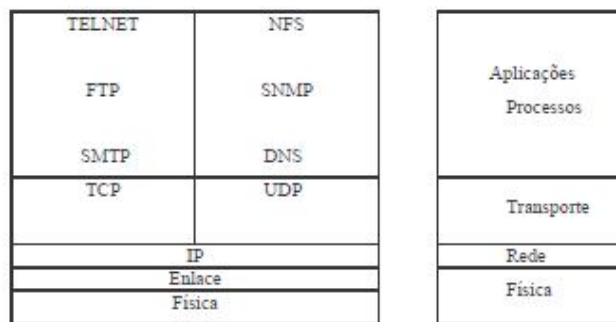 TELNET NFS
FTP SNMP
SMTP DNS
TCP UDP
IP
Enlace
Física
Aplicações
Processos
Transporte
Rede
Física